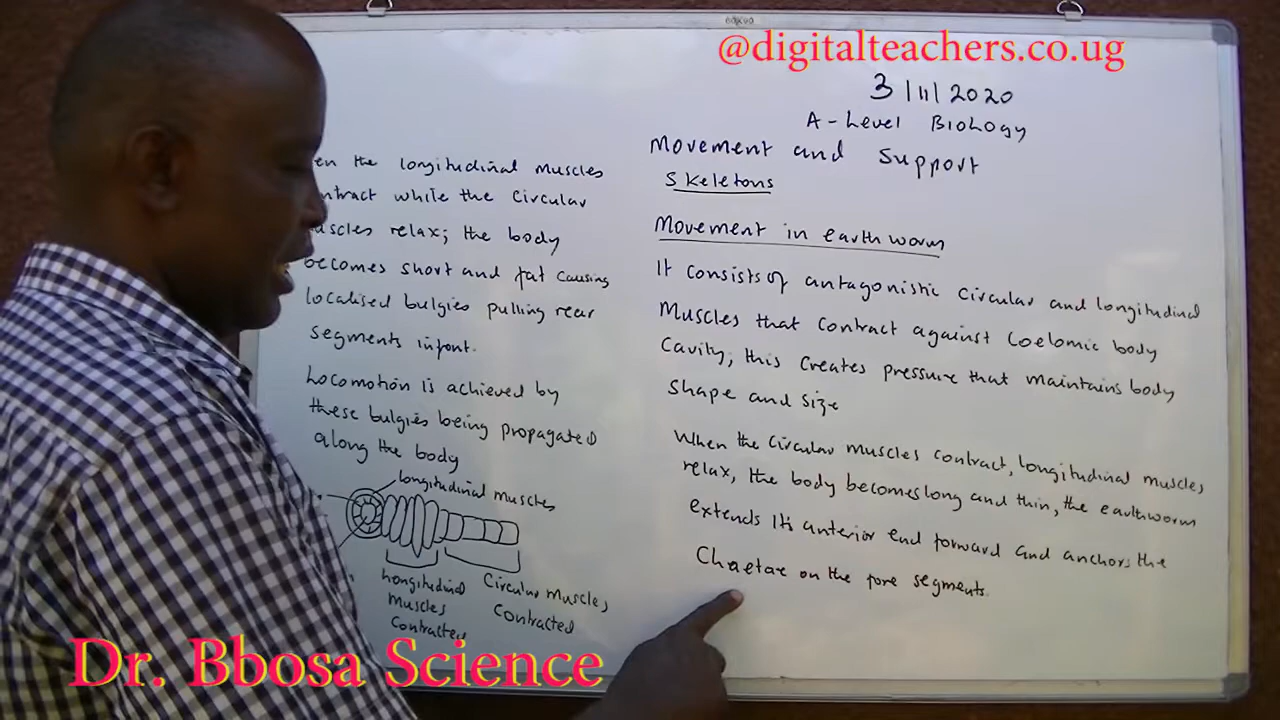 @digitalteachers.co.ug
3/11/2020
A-Level Biology
Movement and Support
Skeletons
Movement in earthworm
It consists of antagonistic circular and longitudinal
Muscles that contract against Coelomic body
Cavity; this creates pressure that maintains body
Shape and size
When the circular muscles contract, longitudinal muscles
relax, the body becomes long and thin, the earthworm
extends its anterior end forward and anchors the
Chaetae on the fore segments.
en the longitudinal Muscles
ntract while the Circular
uscles relax; the body
becomes short and fat causing
localised bulgies pulling rear
segments infont.
Locomotion is achieved by
these bulgies being propagated
along the body
longitudinal muscles
longitudinal
Muscles
Contracted
Circular Muscles
Contracted
Dr. Bbosa Science